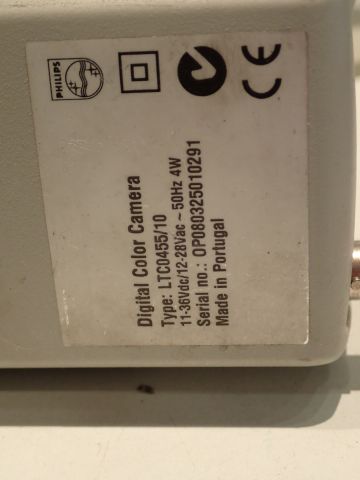 PHILIPS
Digital Color Camera
Type: LTC0455/10
11-36Vdc/12-28Vac ~ 50Hz 4W
Serial no.: OP080325010291
Made in Portugal